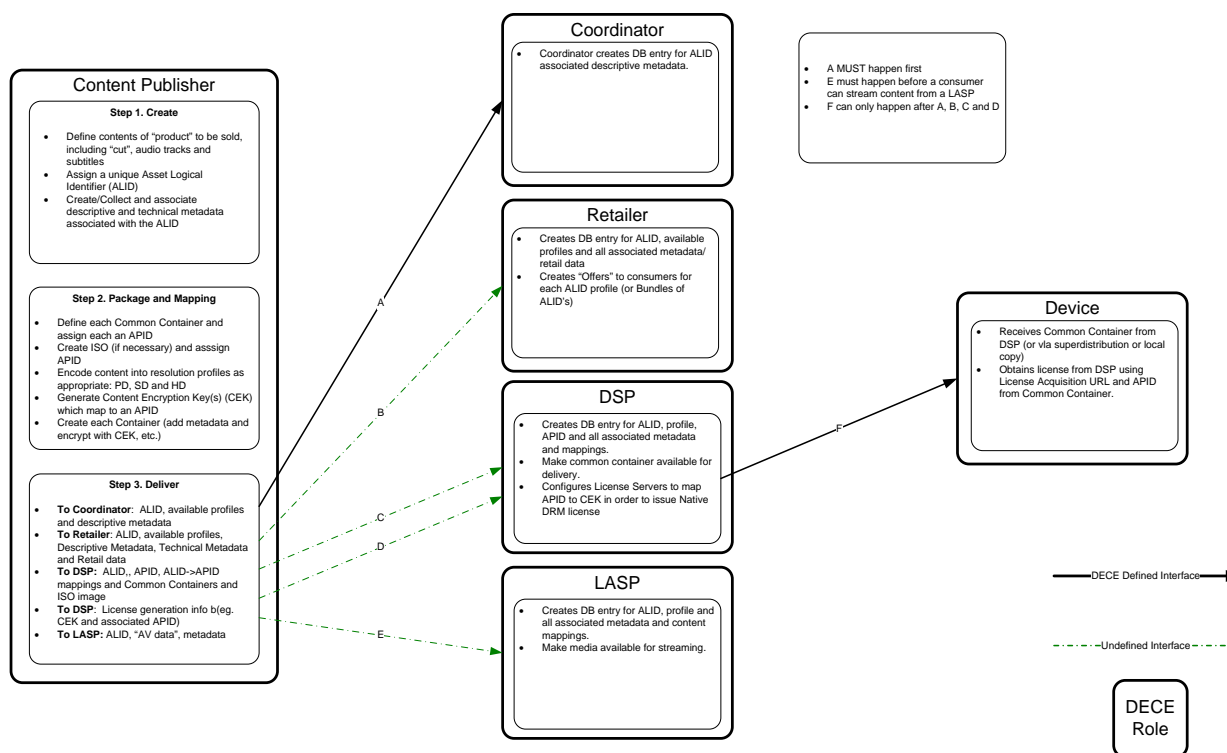 Content Publisher
Step 1. Create
• Define contents of “product” to be sold,
including “cut”, audio tracks and
subtitles
• Assign a unique Asset Logical
Identifier (ALID)
• Create/Collect and associate
descriptive and technical metadata
associated with the ALID
Step 2. Package and Mapping
• Define each Common Container and
assign each an APID
• Create ISO (if necessary) and asssign
APID
• Encode content into resolution profiles as
appropriate: PD, SD and HD
• Generate Content Encryption Key(s) (CEK)
which map to an APID
• Create each Container (add metadata and
encrypt with CEK, etc.)
Step 3. Deliver
• To Coordinator: ALID, available profiles
and descriptive metadata
• To Retailer: ALID, available profiles,
Descriptive Metadata, Technical Metadata
and Retail data
• To DSP: ALID,, APID, ALID->APID
mappings and Common Containers and
ISO image
• To DSP: License generation info b(eg.
CEK and associated APID)
• To LASP: ALID, “AV data”, metadata
A
B
C
D
E
Coordinator
• Coordinator creates DB entry for ALID
associated descriptive metadata.
Retailer
• Creates DB entry for ALID, available
profiles and all associated metadata/
retail data
• Creates “Offers” to consumers for
each ALID profile (or Bundles of
ALID’s)
DSP
• Creates DB entry for ALID, profile,
APID and all associated metadata
and mappings.
• Make common container available for
delivery.
• Configures License Servers to map
APID to CEK in order to issue Native
DRM license
LASP
• Creates DB entry for ALID, profile and
all associated metadata and content
mappings.
• Make media available for streaming.
• A MUST happen first
• E must happen before a consumer
can stream content from a LASP
• F can only happen after A, B, C and D
F
Device
• Receives Common Container from
DSP (or vla superdistribution or local
copy)
• Obtains license from DSP using
License Acquisition URL and APID
from Common Container.
DECE Defined Interface
Undefined Interface
DECE
Role